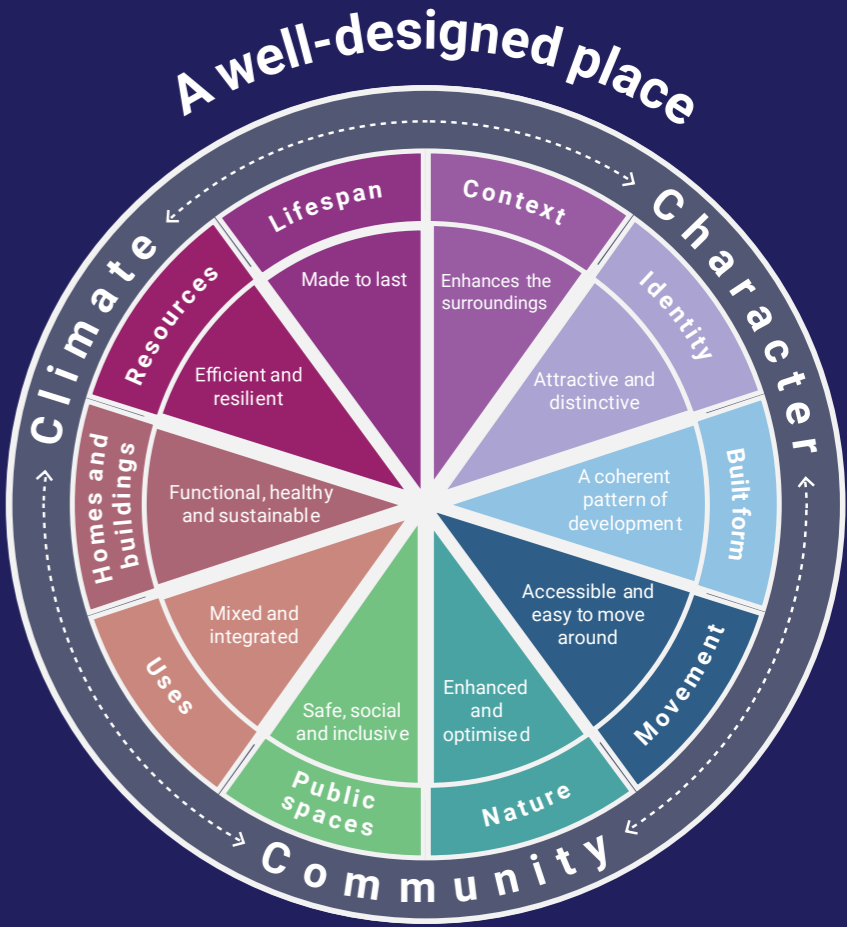 A well-designed place
Climate
Character
Community
Context
Enhances the
surroundings
Identity
Attractive and
distinctive
Built form
A coherent
pattern of
development
Movement
Accessible and
easy to move
around
Nature
Enhanced
and
optimised
Public
spaces
Safe, social
and inclusive
Uses
Mixed and
integrated
Homes and
buildings
Functional, healthy
and sustainable
Resources
Efficient and
resilient
Lifespan
Made to last